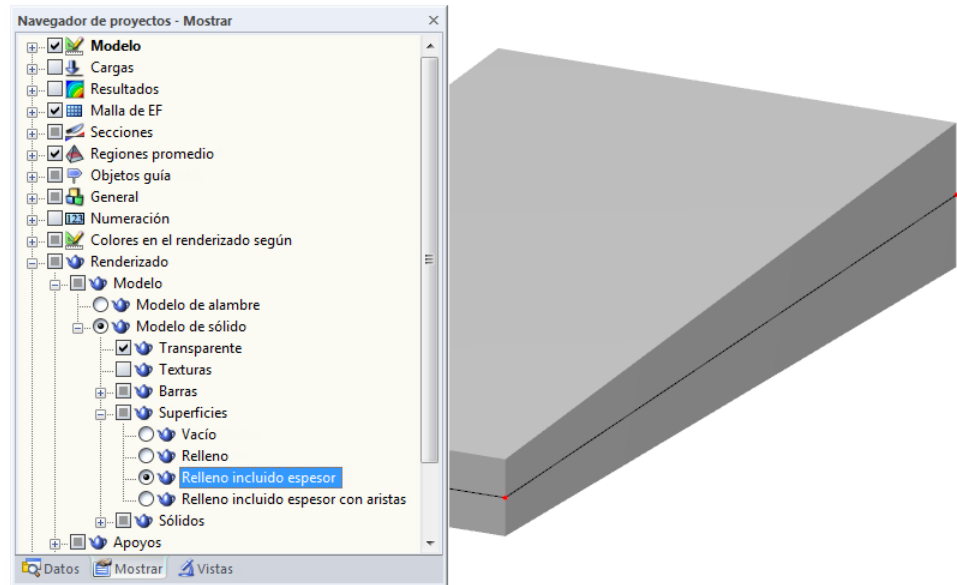 Navegador de proyectos - Mostrar
Modelo
Cargas
Resultados
Malla de EF
Secciones
Regiones promedio
Objetos guía
General
123 Numeración
Colores en el renderizado según
Renderizado
Modelo
Modelo de alambre
Modelo de sólido
Transparente
Texturas
Barras
Superficies
Vacío
Relleno
Relleno incluido espesor
Relleno incluido espesor con aristas
Sólidos
Apoyos
Datos Mostrar Vistas